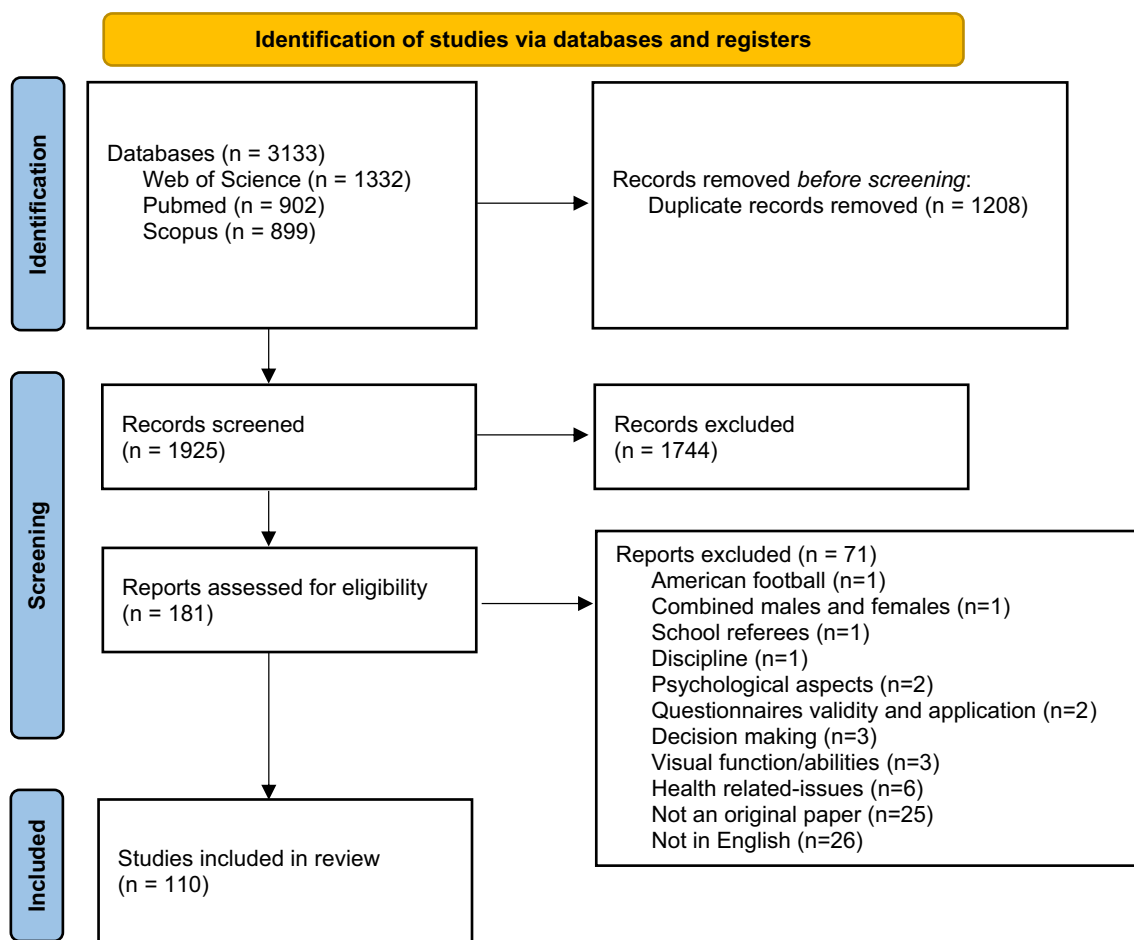 Identification of studies via databases and registers
Identification
Databases (n = 3133)
Web of Science (n = 1332)
Pubmed (n = 902)
Scopus (n = 899)
Records removed before screening:
Duplicate records removed (n = 1208)
Screening
Records screened
(n = 1925)
Records excluded
(n = 1744)
Reports assessed for eligibility
(n = 181)
Reports excluded (n = 71)
American football (n=1)
Combined males and females (n=1)
School referees (n=1)
Discipline (n=1)
Psychological aspects (n=2)
Questionnaires validity and application (n=2)
Decision making (n=3)
Visual function/abilities (n=3)
Health related-issues (n=6)
Not an original paper (n=25)
Not in English (n=26)
Included
Studies included in review
(n = 110)